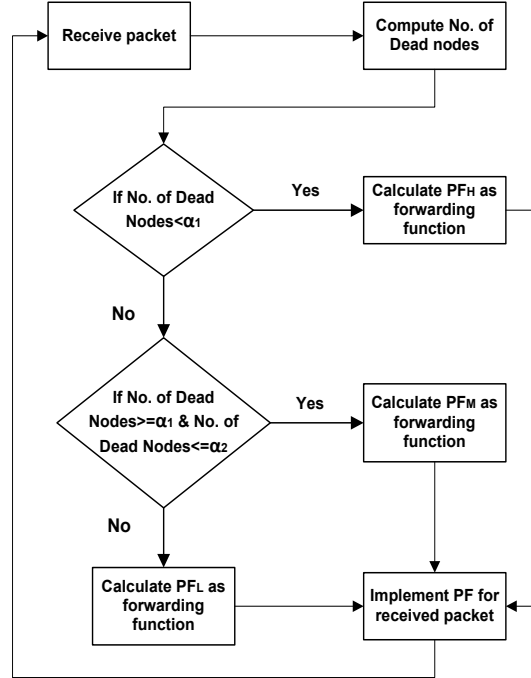 Receive packet
Compute No. of
Dead nodes
If No. of Dead
Nodes<α1
Yes
Calculate PFH as
forwarding
function
No
If No. of Dead
Nodes>=α1 & No. of
Dead Nodes<=α2
Yes
Calculate PFM as
forwarding
function
No
Calculate PFL as
forwarding
function
Implement PF for
received packet